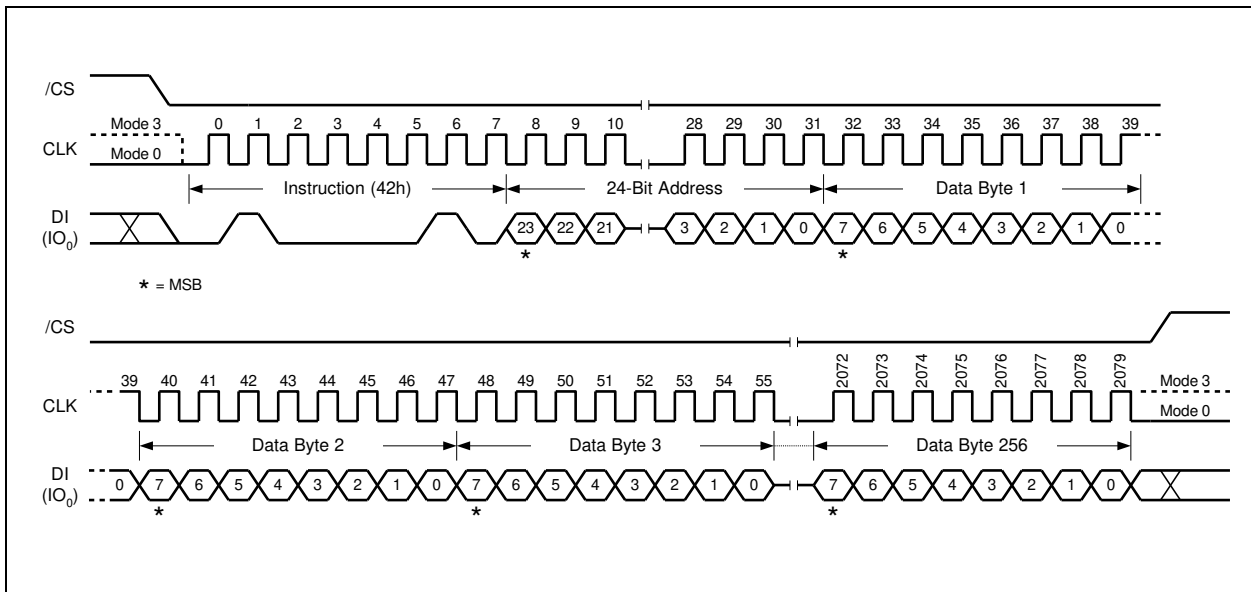 /CS
Mode 3 0 1 2 3 4 5 6 7 8 9 10 28 29 30 31 32 33 34 35 36 37 38 39
CLK Mode 0
Instruction (42h) 24-Bit Address Data Byte 1
DI
(IO0) 23 22 21 3 2 1 0 7 6 5 4 3 2 1 0
* *
* = MSB
/CS
39 40 41 42 43 44 45 46 47 48 49 50 51 52 53 54 55 2072 2073 2074 2075 2076 2077 2078 2079 Mode 3
CLK Mode 0
Data Byte 2 Data Byte 3 Data Byte 256
DI
(IO0) 0 7 6 5 4 3 2 1 0 7 6 5 4 3 2 1 0 7 6 5 4 3 2 1 0
* * *